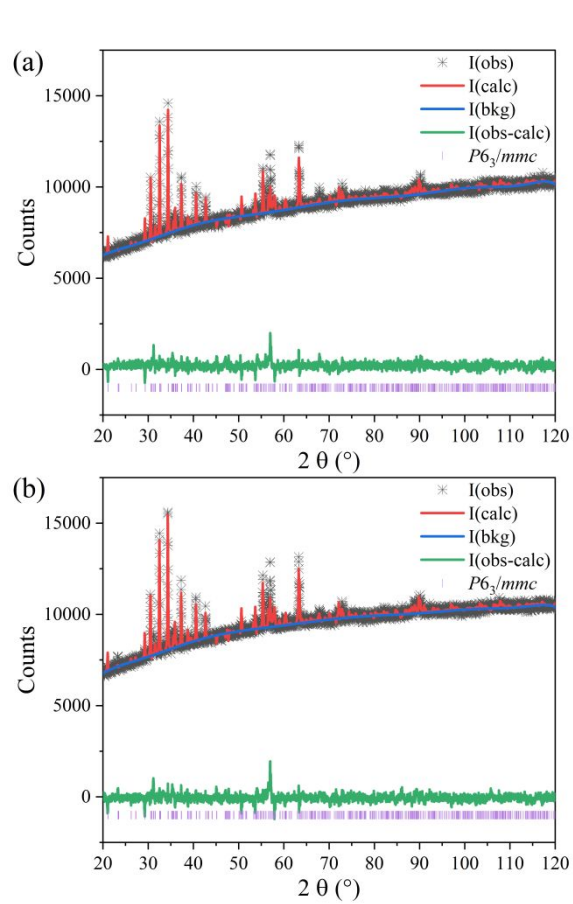 (a)
I(obs)
I(calc)
I(bkg)
I(obs-calc)
P6₃/mmc
15000
10000
5000
0
Counts
20 30 40 50 60 70 80 90 100 110 120
2 θ (°)
(b)
I(obs)
I(calc)
I(bkg)
I(obs-calc)
P6₃/mmc
15000
10000
5000
0
Counts
20 30 40 50 60 70 80 90 100 110 120
2 θ (°)